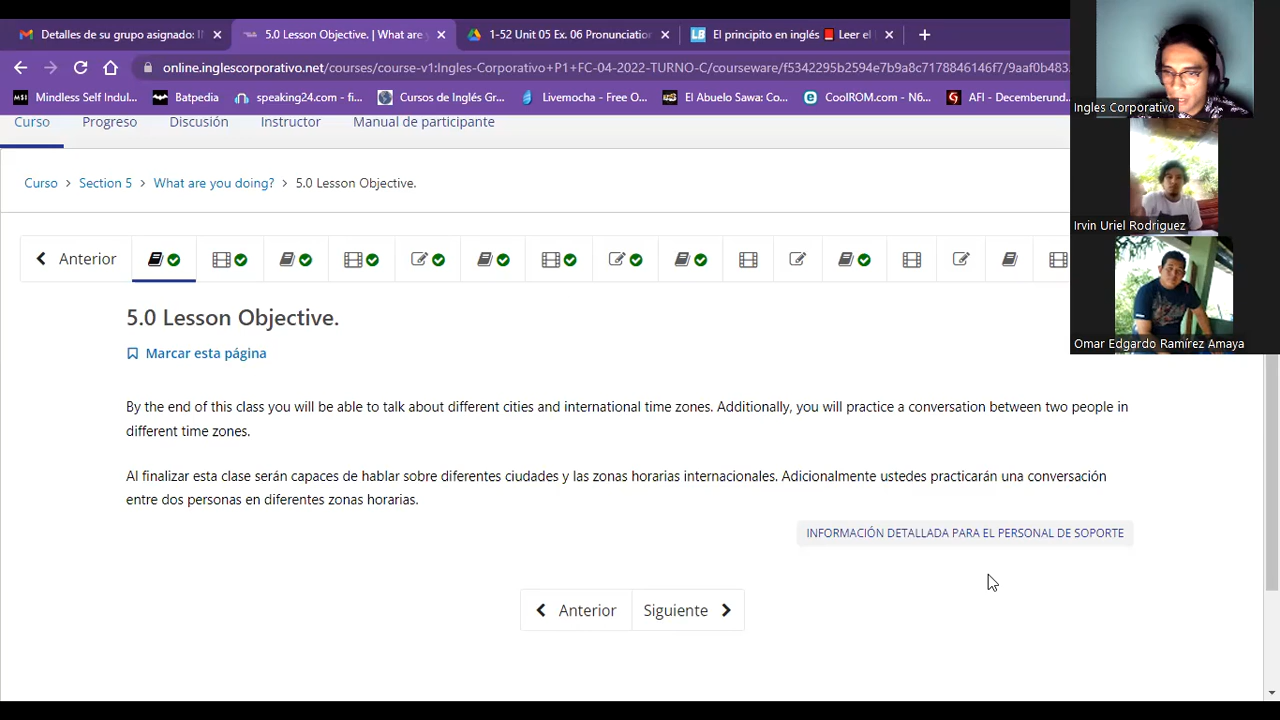 Detalles de su grupo asignado: I
5.0 Lesson Objective. | What are y
1-52 Unit 05 Ex. 06 Pronunciation
El principito en inglés Leer el
online.inglescorporativo.net/courses/course-v1:Ingles-Corporativo+P1+FC-04-2022-TURNO-C/courseware/f5342295b2594e7b9a8c7178846146f7/9aaf0b483
Mindless Self Indul...
Batpedia
speaking24.com - fi...
Cursos de Inglés gr...
Livemocha - Free O...
El Abuelo Sawa: Co...
CoolROM.com - N6...
AFI - Decemberund...
Curso
Progreso
Discusión
Instructor
Manual de participante
Curso > Section 5 > What are you doing? > 5.0 Lesson Objective.
Anterior
5.0 Lesson Objective.
Marcar esta página
By the end of this class you will be able to talk about different cities and international time zones. Additionally, you will practice a conversation between two people in
different time zones.
Al finalizar esta clase serán capaces de hablar sobre diferentes ciudades y las zonas horarias internacionales. Adicionalmente ustedes practicarán una conversación
entre dos personas en diferentes zonas horarias.
INFORMACIÓN DETALLADA PARA EL PERSONAL DE SOPORTE
Anterior
Siguiente
Ingles Corporativo
Irvin Uriel Rodriguez
Omar Edgardo Ramírez Amaya